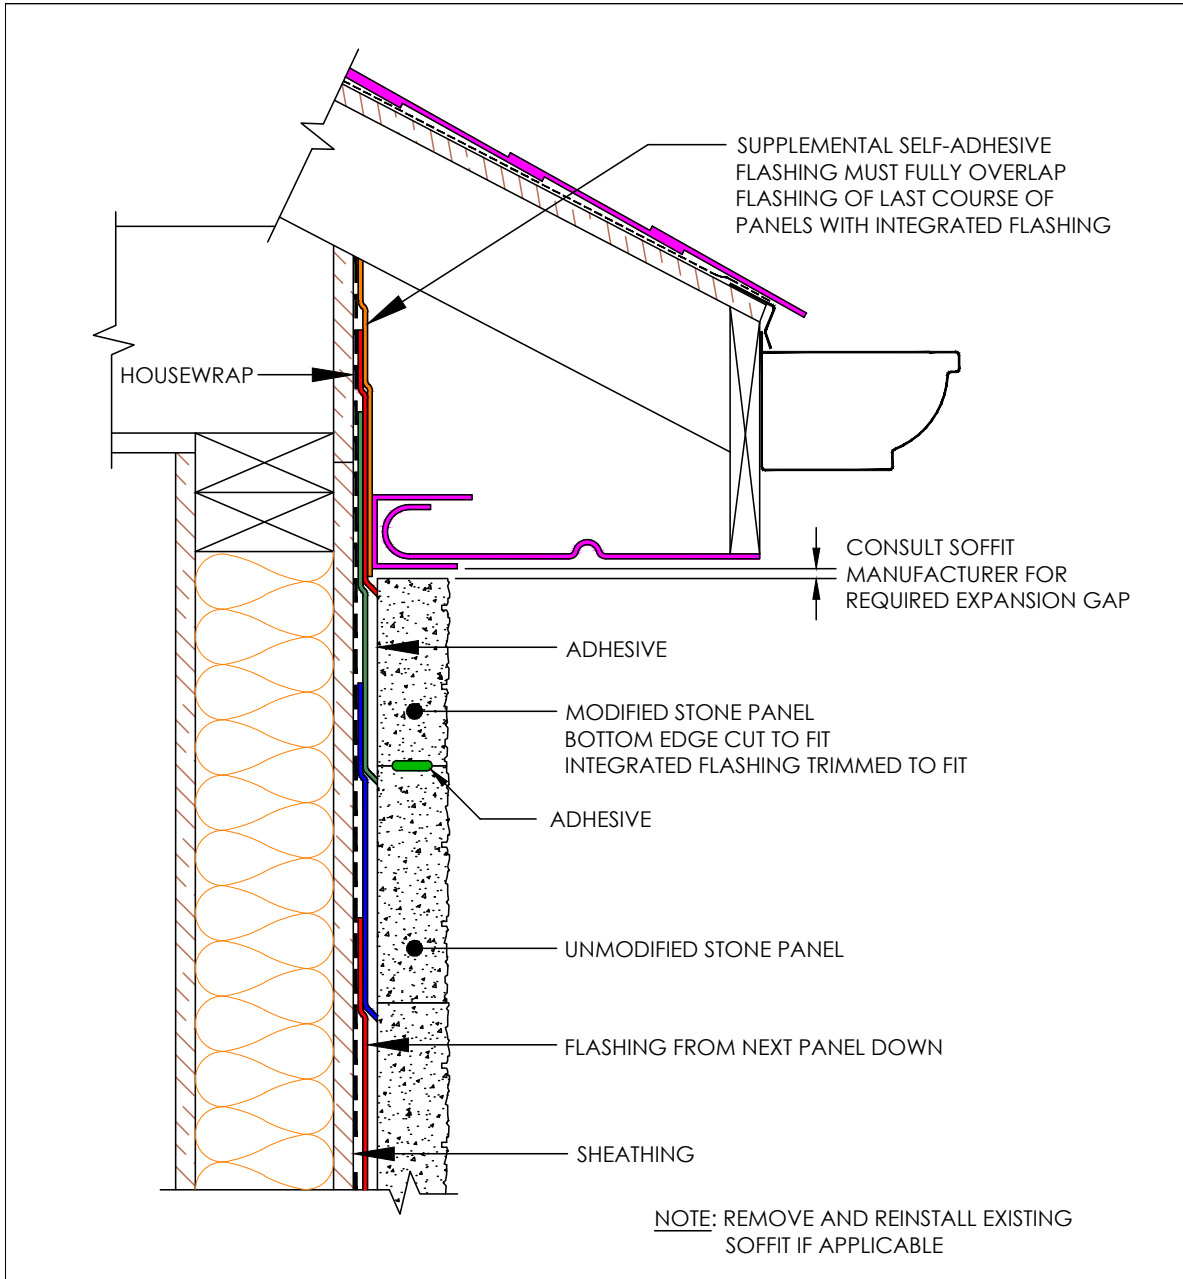 SUPPLEMENTAL SELF-ADHESIVE
FLASHING MUST FULLY OVERLAP
FLASHING OF LAST COURSE OF
PANELS WITH INTEGRATED FLASHING
HOUSEWRAP
CONSULT SOFFIT
MANUFACTURER FOR
REQUIRED EXPANSION GAP
ADHESIVE
MODIFIED STONE PANEL
BOTTOM EDGE CUT TO FIT
INTEGRATED FLASHING TRIMMED TO FIT
ADHESIVE
UNMODIFIED STONE PANEL
FLASHING FROM NEXT PANEL DOWN
SHEATHING
NOTE: REMOVE AND REINSTALL EXISTING
SOFFIT IF APPLICABLE